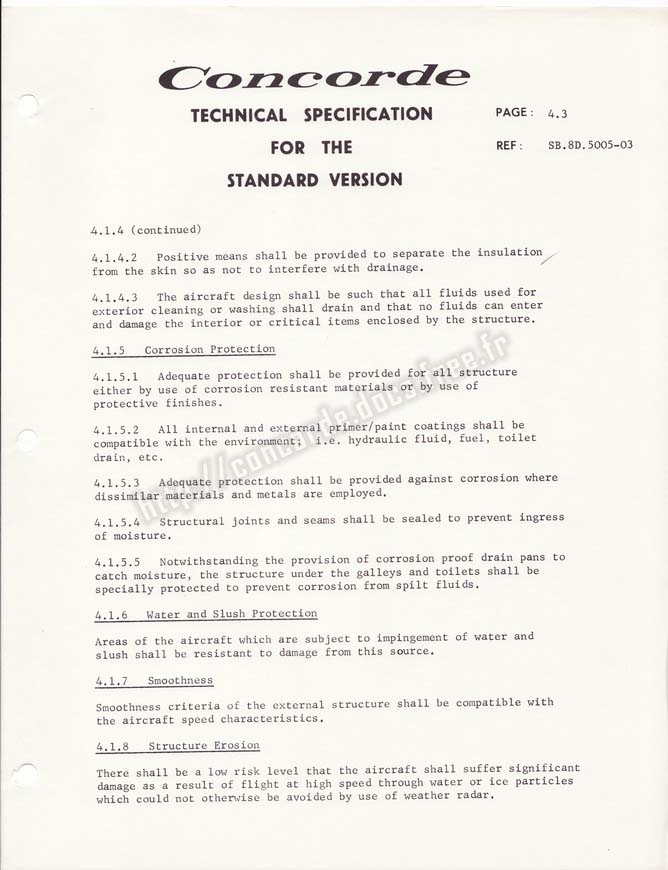 Concorde
TECHNICAL SPECIFICATION
FOR THE
STANDARD VERSION
PAGE: 4.3
REF: SB.8D.5005-03
4.1.4 (continued)
4.1.4.2 Positive means shall be provided to separate the insulation
from the skin so as not to interfere with drainage.
4.1.4.3 The aircraft design shall be such that all fluids used for
exterior cleaning or washing shall drain and that no fluids can enter
and damage the interior or critical items enclosed by the structure.
4.1.5 Corrosion Protection
4.1.5.1 Adequate protection shall be provided for all structure
either by use of corrosion resistant materials or by use of
protective finishes.
4.1.5.2 All internal and external primer/paint coatings shall be
compatible with the environment; i.e. hydraulic fluid, fuel, toilet
drain, etc.
4.1.5.3 Adequate protection shall be provided against corrosion where
dissimilar materials and metals are employed.
4.1.5.4 Structural joints and seams shall be sealed to prevent ingress
of moisture.
4.1.5.5 Notwithstanding the provision of corrosion proof drain pans to
catch moisture, the structure under the galleys and toilets shall be
specially protected to prevent corrosion from spilt fluids.
4.1.6 Water and Slush Protection
Areas of the aircraft which are subject to impingement of water and
slush shall be resistant to damage from this source.
4.1.7 Smoothness
Smoothness criteria of the external structure shall be compatible with
the aircraft speed characteristics.
4.1.8 Structure Erosion
There shall be a low risk level that the aircraft shall suffer significant
damage as a result of flight at high speed through water or ice particles
which could not otherwise be avoided by use of weather radar.
http://concorde.docsfree.fr